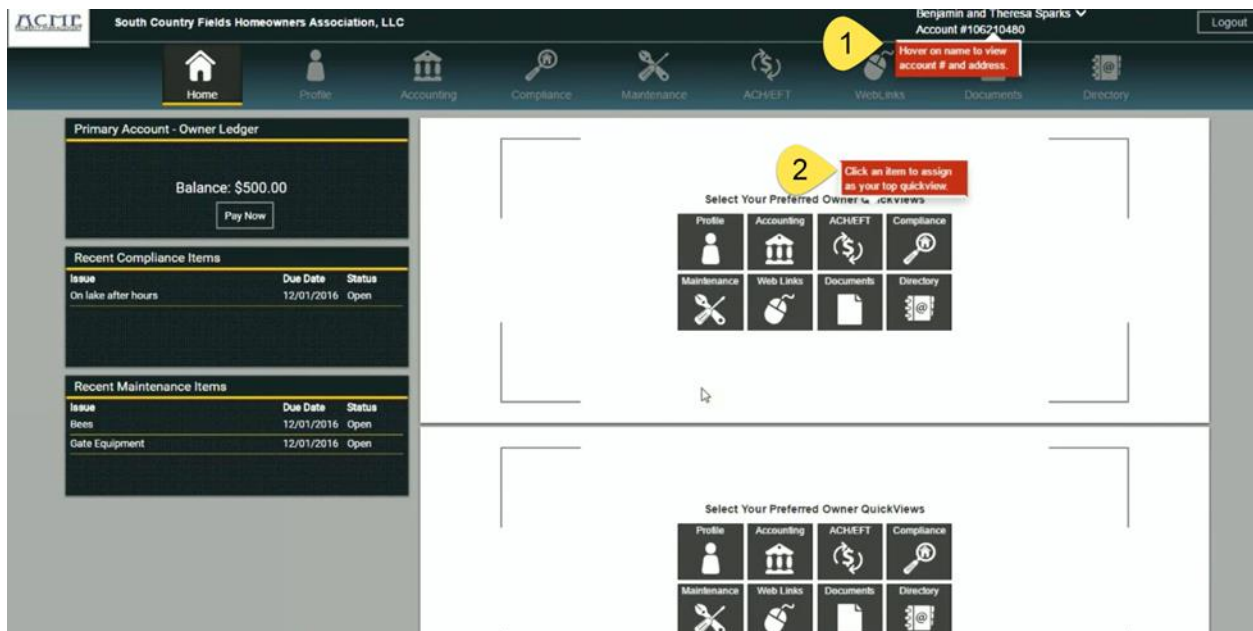 ACME
South Country Fields Homeowners Association, LLC
Benjamin and Theresa Sparks
Account #106210480
Logout
1
Hover on name to view
account # and address.
Home
Profile
Accounting
Compliance
Maintenance
ACH/EFT
WebLinks
Documents
Directory
Primary Account - Owner Ledger
Balance: $500.00
Pay Now
Recent Compliance Items
Issue Due Date Status
On lake after hours 12/01/2016 Open
Recent Maintenance Items
Issue Due Date Status
Bees 12/01/2016 Open
Gate Equipment 12/01/2016 Open
2
Click an item to assign
as your top quickview.
Select Your Preferred Owner QuickViews
Profile Accounting ACH/EFT Compliance
Maintenance Web Links Documents Directory
Select Your Preferred Owner QuickViews
Profile Accounting ACH/EFT Compliance
Maintenance Web Links Documents Directory